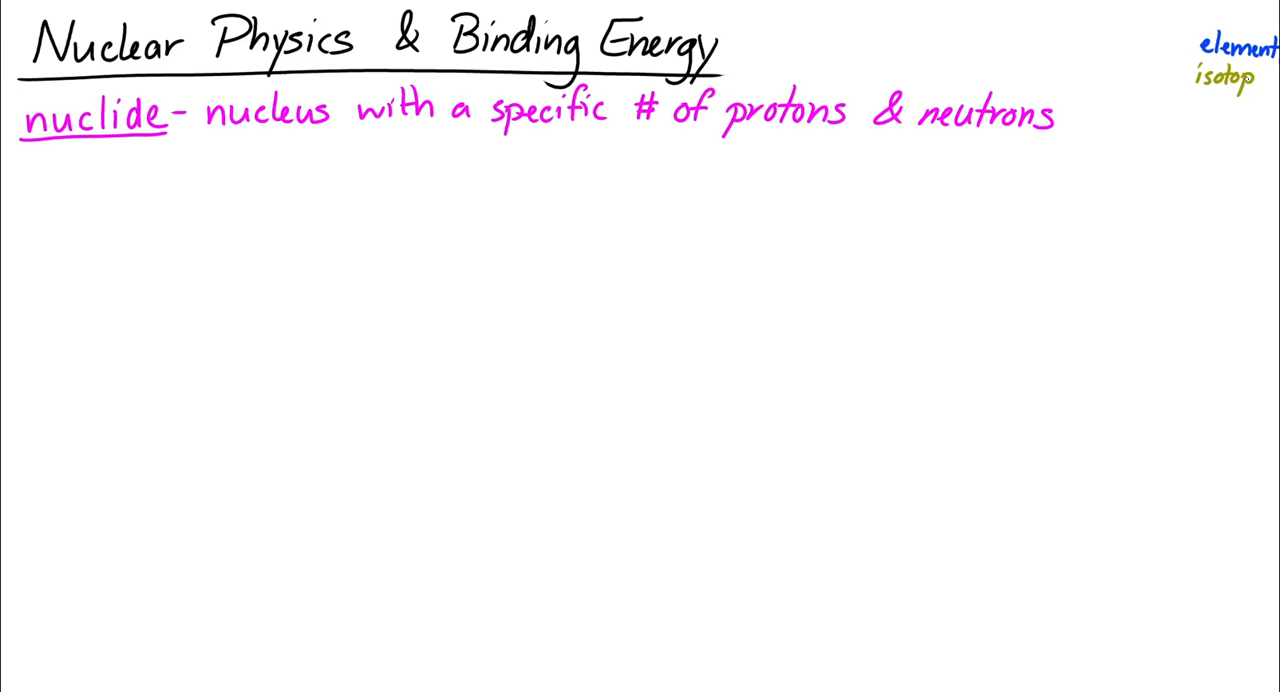 Nuclear Physics & Binding Energy
element
isotop
nuclide - nucleus with a specific # of protons & neutrons